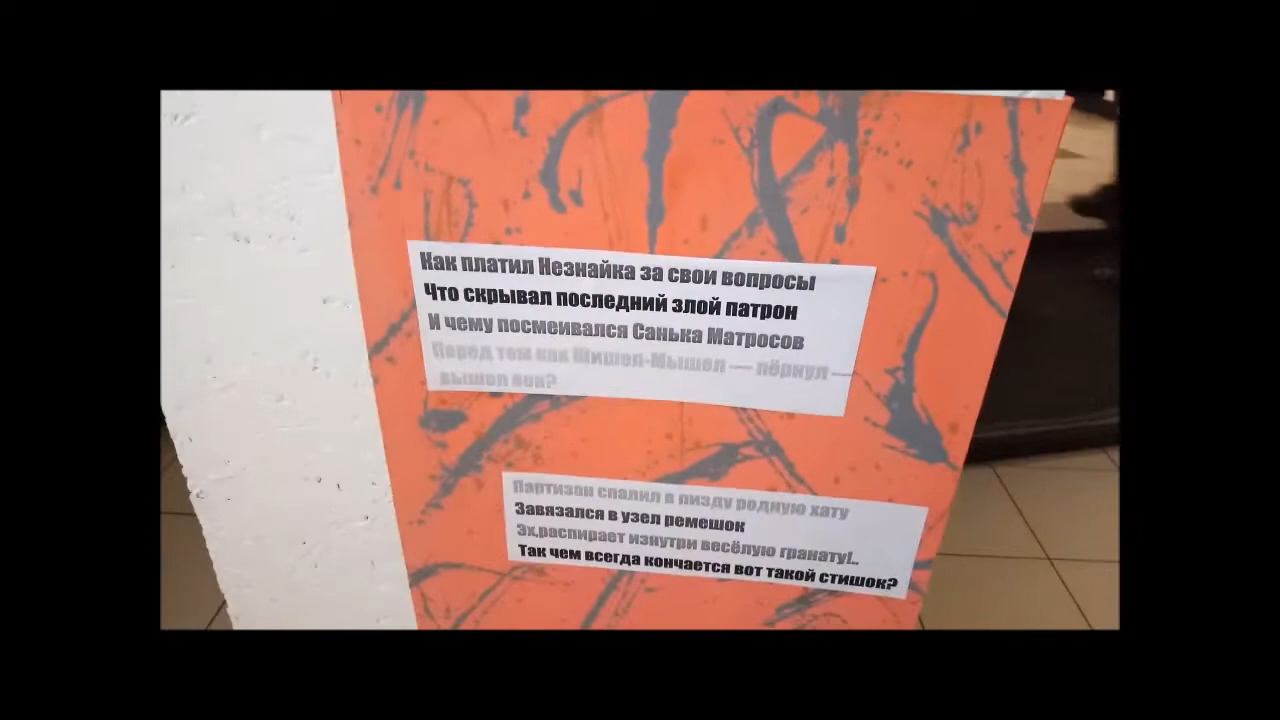 Как платил Незнайка за свои вопросы
Что скрывал последний злой патрон
И чему посмеивался Санька Матросов
Перед тем как Шишел-Мышел — пёрнул —
вышел вон?
Партизан спалил в пизду родную хату
Завязался в узел ремешок
Эх,распирает изнутри весёлую гранату!..
Так чем всегда кончается вот такой стишок?